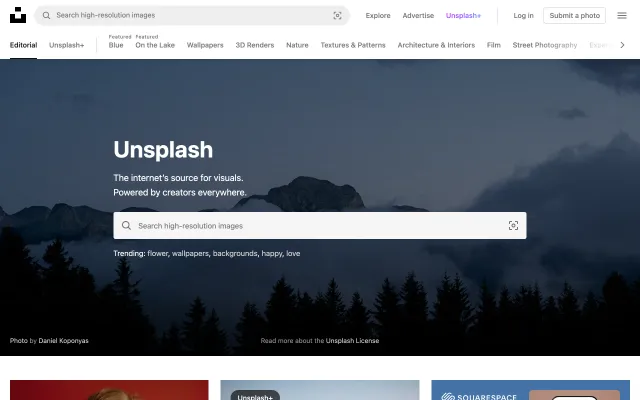 Search high-resolution images
Explore
Advertise
Unsplash+
Log in
Submit a photo
Editorial
Unsplash+
Featured
Blue
Featured
On the Lake
Wallpapers
3D Renders
Nature
Textures & Patterns
Architecture & Interiors
Film
Street Photography
Unsplash
The internet's source for visuals.
Powered by creators everywhere.
Search high-resolution images
Trending: flower, wallpapers, backgrounds, happy, love
Photo by Daniel Koponyas
Read more about the Unsplash License
Unsplash+
SQUARESPACE